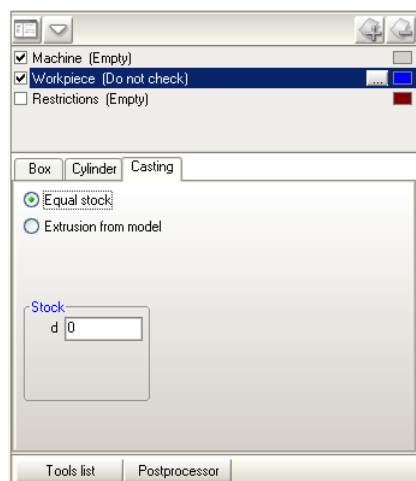 Machine (Empty)
Workpiece (Do not check)
...
Restrictions (Empty)
Box Cylinder Casting
Equal stock
Extrusion from model
Stock
d 0
Tools list Postprocessor